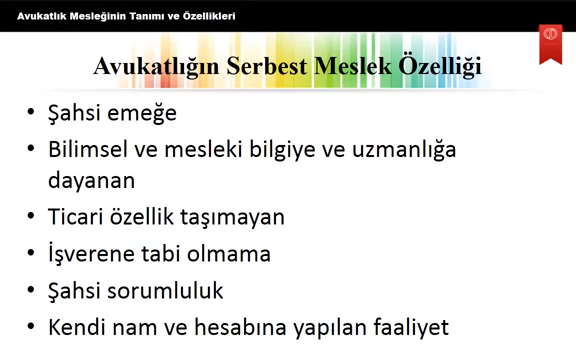 Avukatlık Mesleğinin Tanımı ve Özellikleri
Avukatlığın Serbest Meslek Özelliği
• Şahsi emeğe
• Bilimsel ve mesleki bilgiye ve uzmanlığa
dayanan
• Ticari özellik taşımayan
• İşverene tabi olmama
• Şahsi sorumluluk
• Kendi nam ve hesabına yapılan faaliyet